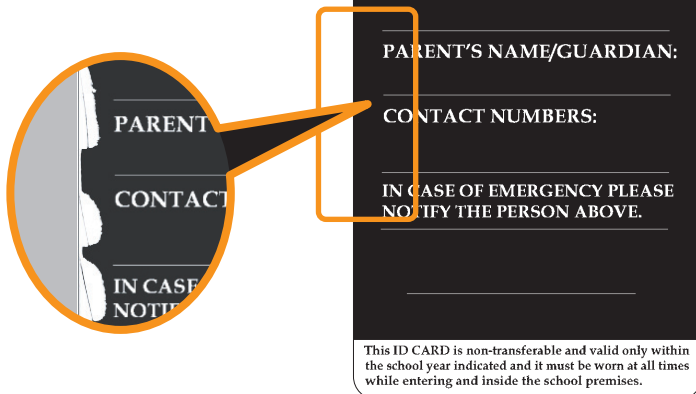 PARENT'S NAME/GUARDIAN:
CONTACT NUMBERS:
IN CASE OF EMERGENCY PLEASE
NOTIFY THE PERSON ABOVE.
This ID CARD is non-transferable and valid only within
the school year indicated and it must be worn at all times
while entering and inside the school premises.
PARENT
CONTACT
IN CASE
NOTIF